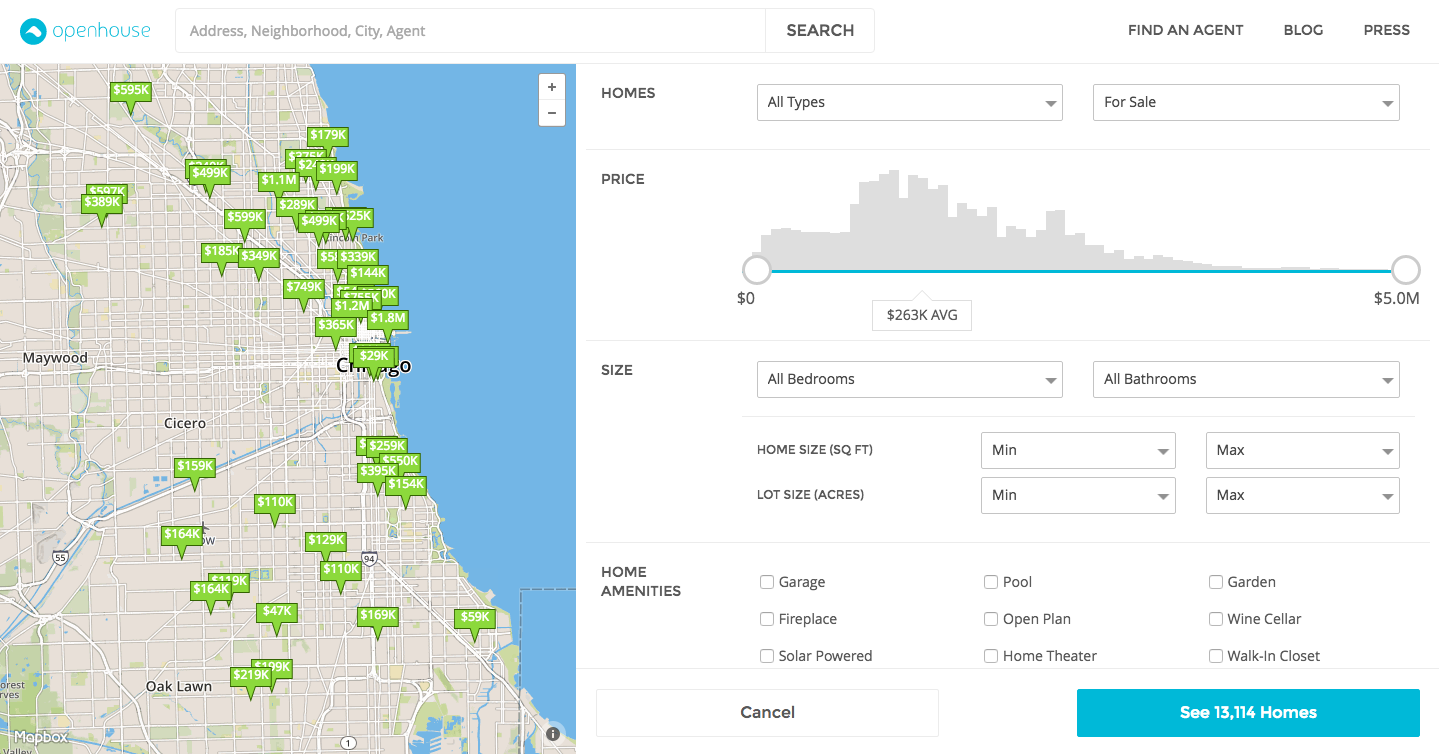 openhouse
Address, Neighborhood, City, Agent
SEARCH
FIND AN AGENT
BLOG
PRESS
$595K
$179K
$199K
$499K
$1.1M
$597K
$389K
$289K
$599K
$499K
$185K
$349K
$339K
Park
$144K
$749K
$1.2M
$1.8M
$365K
$29K
Maywood
Chicago
Cicero
$259K
$550K
$159K
$395K
$154K
$110K
$164K
$129K
55
94
$110K
$119K
$164K
$47K
$169K
$59K
$199K
$219K
Oak Lawn
Mapbox
Valley
1
+
−
i
HOMES
All Types
For Sale
PRICE
$0
$5.0M
$263K AVG
SIZE
All Bedrooms
All Bathrooms
HOME SIZE (SQ FT)
Min
Max
LOT SIZE (ACRES)
Min
Max
HOME
AMENITIES
Garage
Pool
Garden
Fireplace
Open Plan
Wine Cellar
Solar Powered
Home Theater
Walk-In Closet
Cancel
See 13,114 Homes